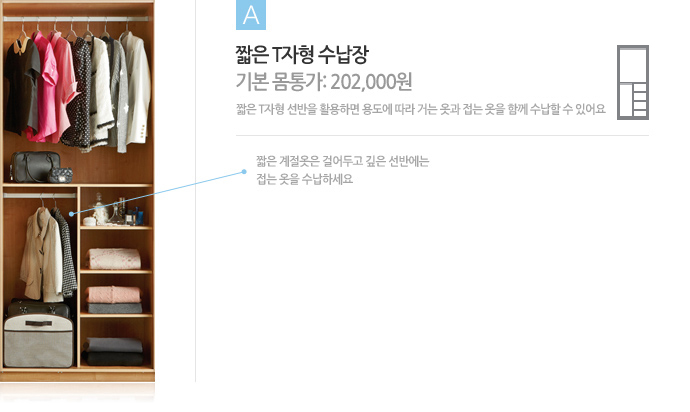 A
짧은 T자형 수납장
기본 몸통가: 202,000원
짧은 T자형 선반을 활용하면 용도에 따라 거는 옷과 접는 옷을 함께 수납할 수 있어요
짧은 계절옷은 걸어두고 깊은 선반에는
접는 옷을 수납하세요